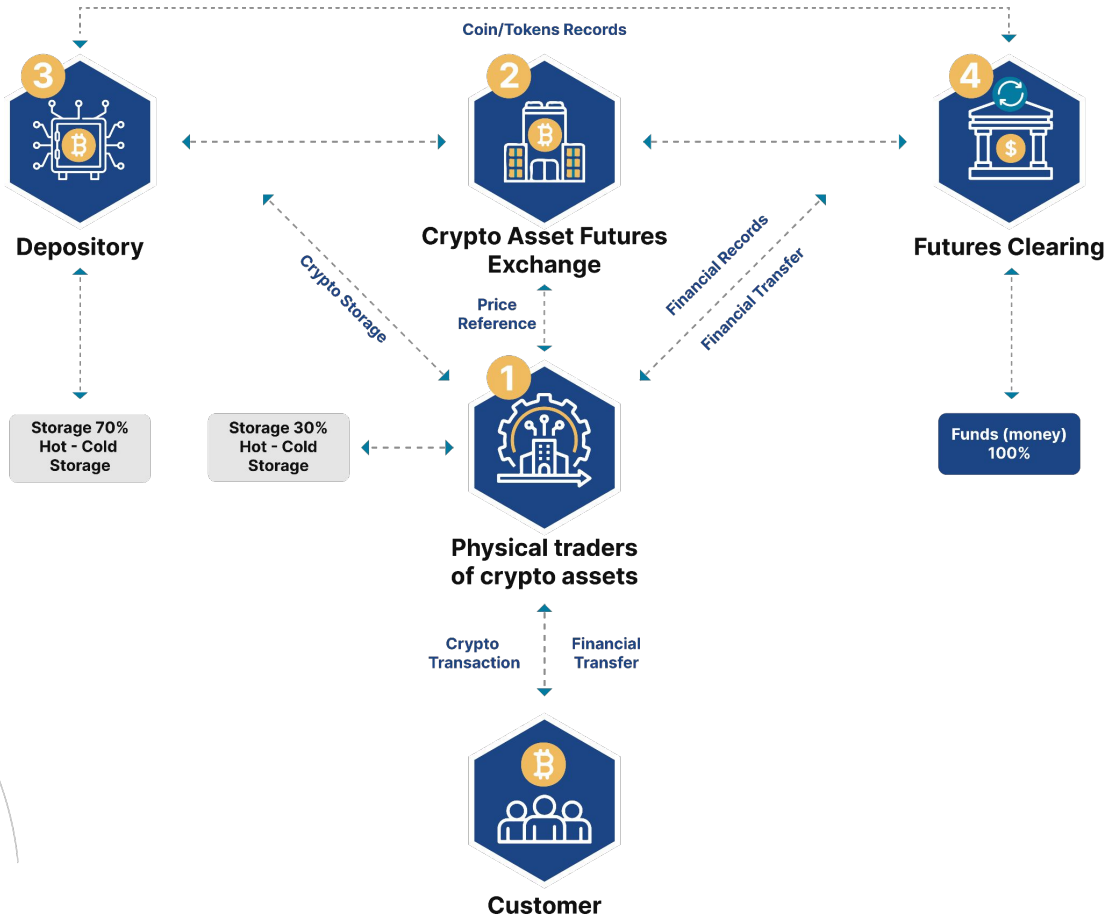 Coin/Tokens Records
3
2
4
$
Depository
Crypto Asset Futures
Exchange
Futures Clearing
Crypto Storage
Price
Reference
Financial Records
Financial Transfer
1
Storage 70%
Hot - Cold
Storage
Storage 30%
Hot - Cold
Storage
Funds (money)
100%
Physical traders
of crypto assets
Crypto
Transaction
Financial
Transfer
Customer